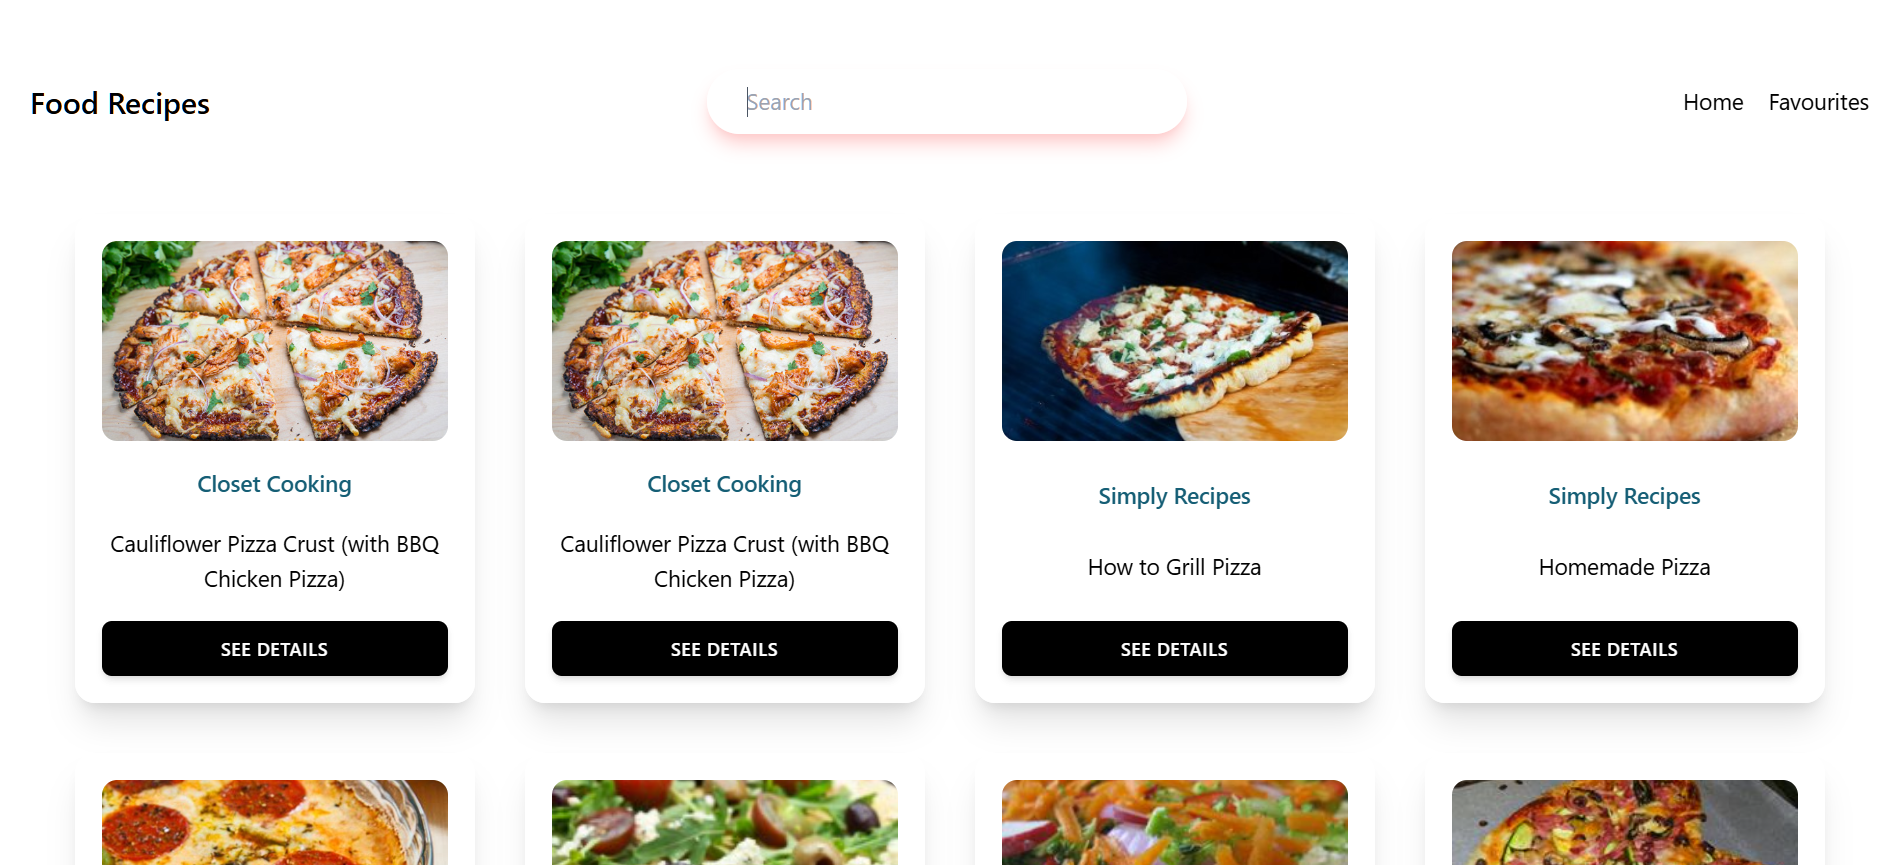 Food Recipes
Search
Home
Favourites
Closet Cooking
Cauliflower Pizza Crust (with BBQ
Chicken Pizza)
SEE DETAILS
Closet Cooking
Cauliflower Pizza Crust (with BBQ
Chicken Pizza)
SEE DETAILS
Simply Recipes
How to Grill Pizza
SEE DETAILS
Simply Recipes
Homemade Pizza
SEE DETAILS